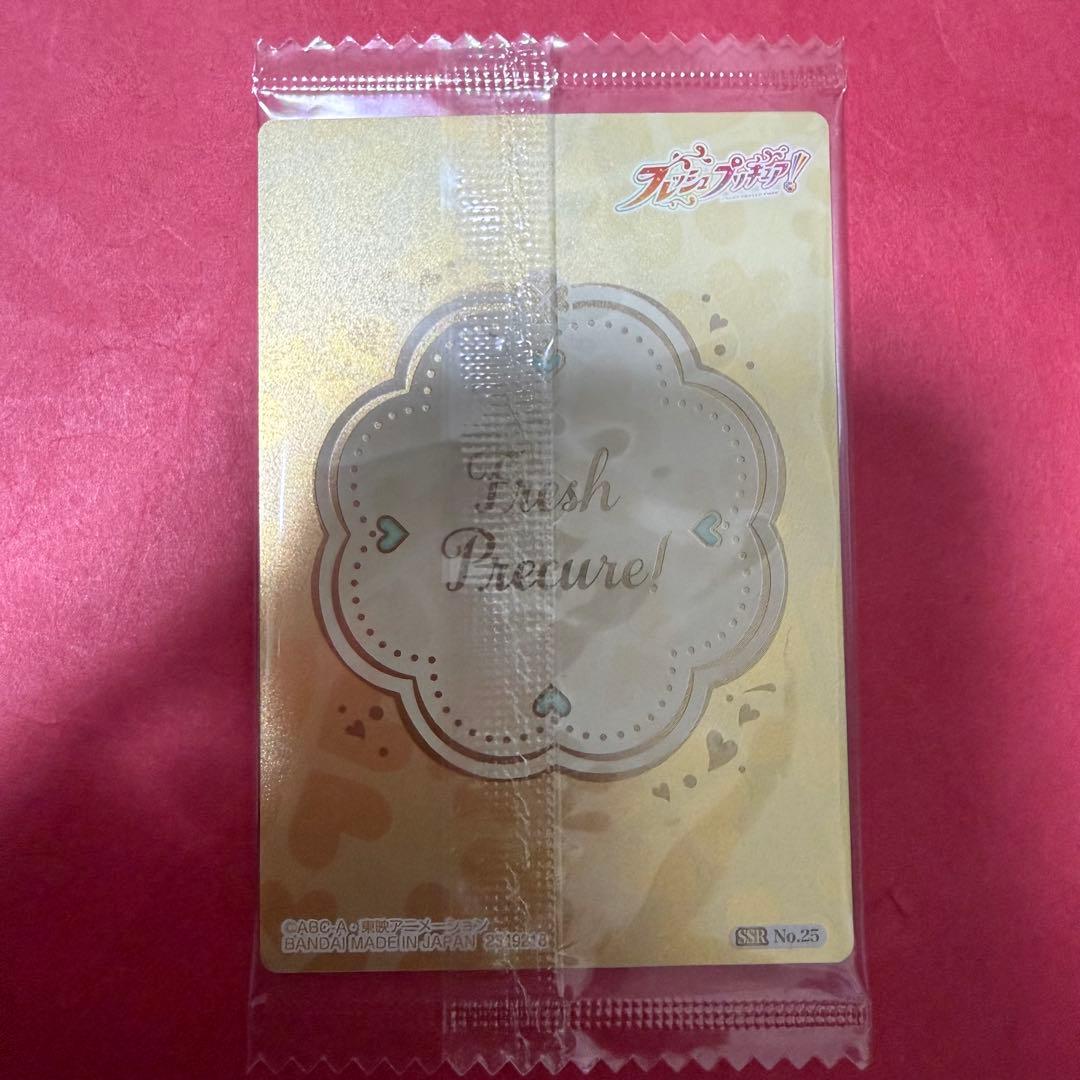 フレッシュプリキュア!
Fresh
Precure!
©ABC-A・東映アニメーション
BANDAI MADE IN JAPAN 2349218
SSR No.25